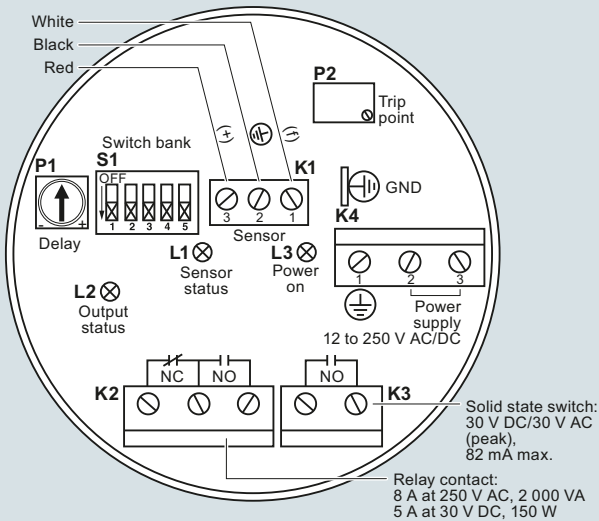 White
Black
Red
(+)
(f)
P2
Trip
point
Switch bank
P1
S1
OFF
K1
GND
- +
1 2 3 4 5
3 2 1
K4
Delay
Sensor
L1
Sensor
status
L3
Power
on
1 2 3
L2
Output
status
Power
supply
12 to 250 V AC/DC
K2
NC
NO
NO
K3
Solid state switch:
30 V DC/30 V AC
(peak),
82 mA max.
Relay contact:
8 A at 250 V AC, 2 000 VA
5 A at 30 V DC, 150 W